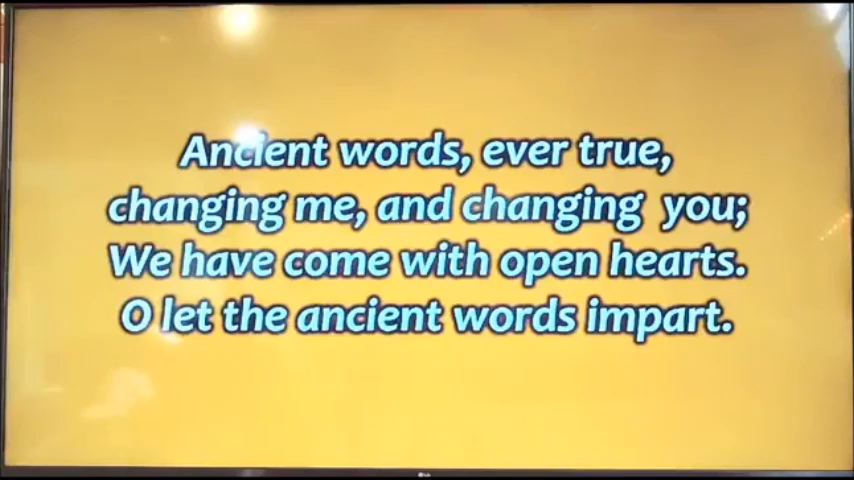 Ancient words, ever true,
changing me, and changing you;
We have come with open hearts.
O let the ancient words impart.